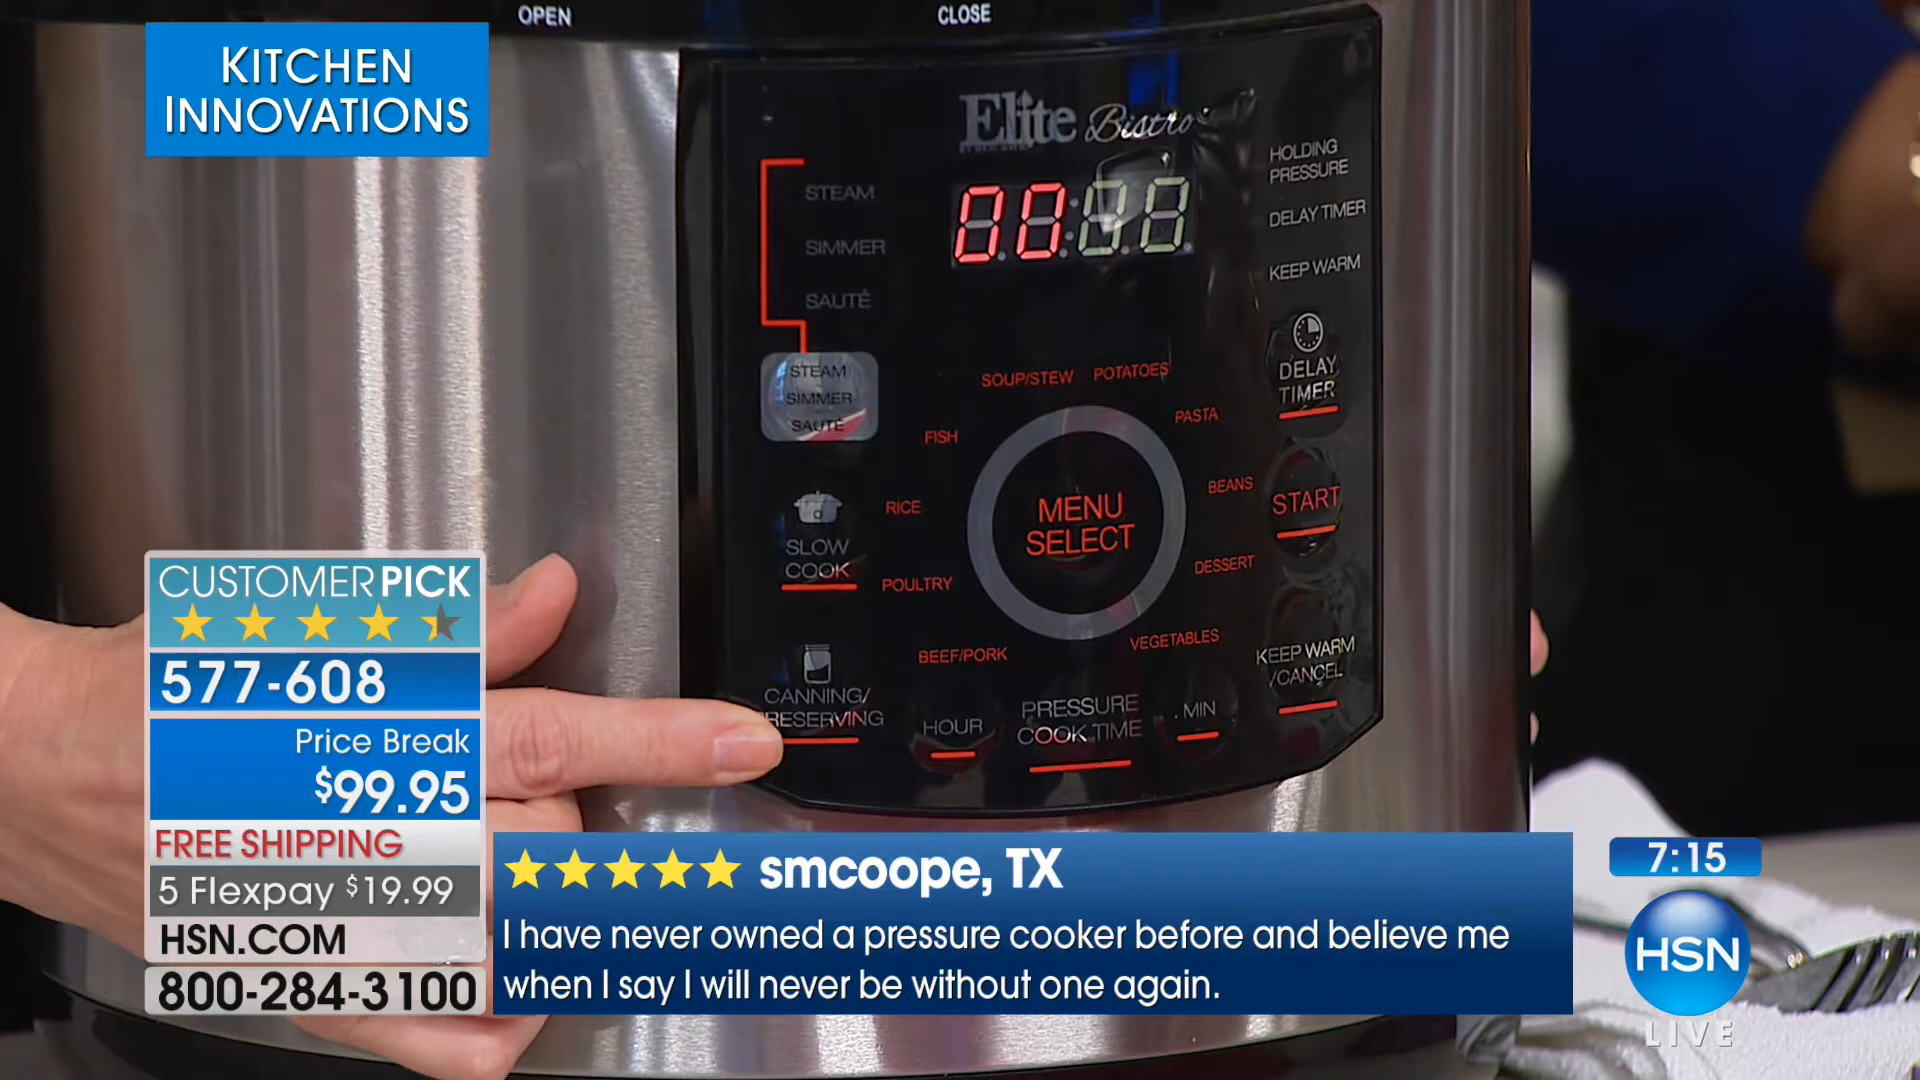 OPEN
CLOSE
KITCHEN
INNOVATIONS
Elite Bistro
STEAM
SIMMER
SAUTÉ
HOLDING
PRESSURE
DELAY TIMER
KEEP WARM
STEAM
SIMMER
SAUTÉ
SOUP/STEW
POTATOES
DELAY
TIMER
FISH
PASTA
RICE
BEANS
START
MENU
SELECT
SLOW
COOK
POULTRY
DESSERT
BEEF/PORK
VEGETABLES
KEEP WARM
/CANCEL
CANNING/
RESERVING
HOUR
PRESSURE
COOK TIME
MIN
CUSTOMER PICK
577-608
Price Break
$99.95
FREE SHIPPING
5 Flexpay $19.99
HSN.COM
800-284-3100
smcoope, TX
I have never owned a pressure cooker before and believe me
when I say I will never be without one again.
7:15
HSN
LIVE